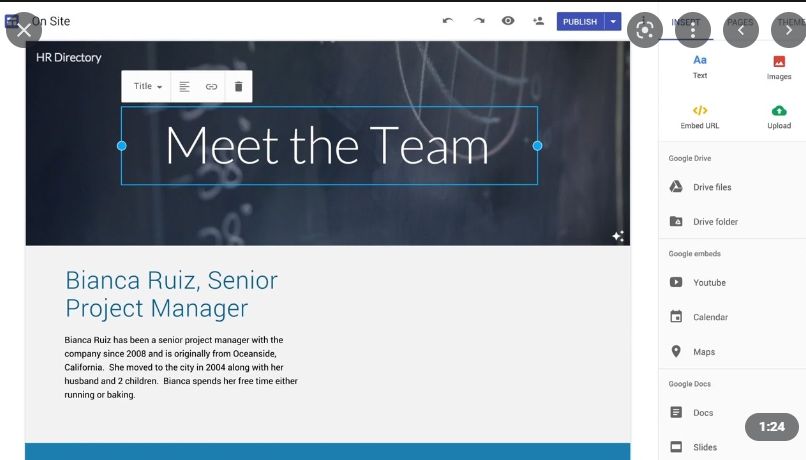 On Site
PUBLISH
INSERT
PAGES
THEME
HR Directory
Title
Meet the Team
Aa
Text
Images
</>
Embed URL
Upload
Google Drive
Drive files
Drive folder
Google embeds
Youtube
Calendar
Maps
Google Docs
Docs
Slides
Bianca Ruiz, Senior
Project Manager
Bianca Ruiz has been a senior project manager with the
company since 2008 and is originally from Oceanside,
California. She moved to the city in 2004 along with her
husband and 2 children. Bianca spends her free time either
running or baking.
1:24